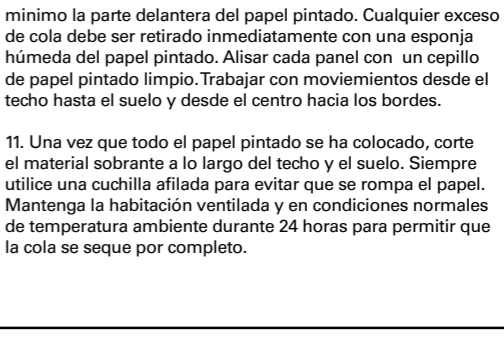 minimo la parte delantera del papel pintado. Cualquier exceso
de cola debe ser retirado inmediatamente con una esponja
húmeda del papel pintado. Alisar cada panel con  un cepillo
de papel pintado limpio. Trabajar con movimientos desde el
techo hasta el suelo y desde el centro hacia los bordes.

11. Una vez que todo el papel pintado se ha colocado, corte
el material sobrante a lo largo del techo y el suelo. Siempre
utilice una cuchilla afilada para evitar que se rompa el papel.
Mantenga la habitación ventilada y en condiciones normales
de temperatura ambiente durante 24 horas para permitir que
la cola se seque por completo.